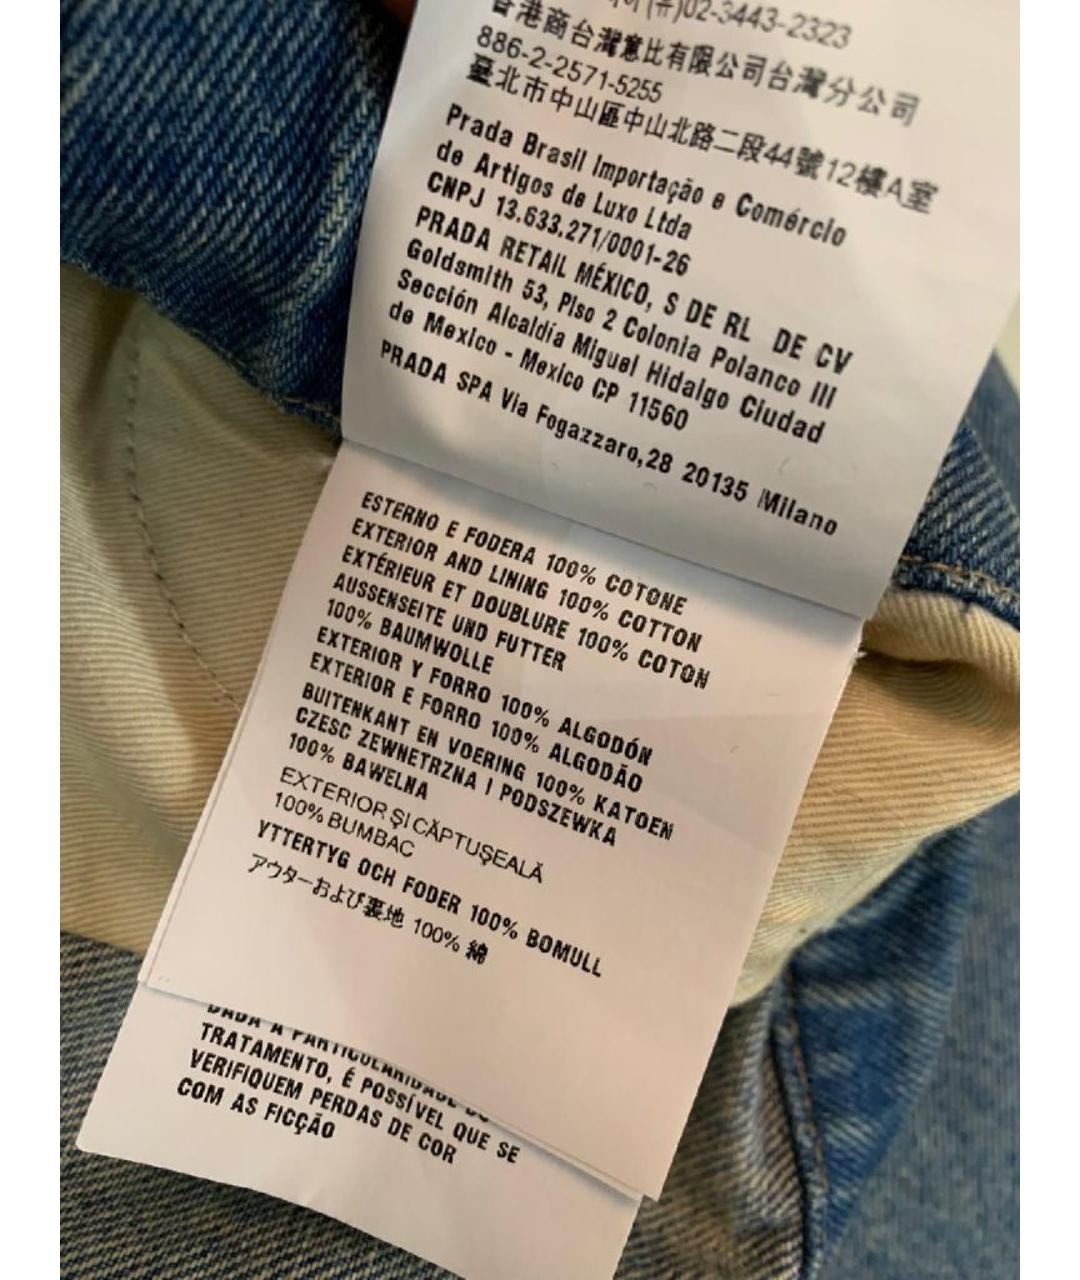 02-3443-2323
香港商台灣意比有限公司台灣分公司
886-2-2571-5255
臺北市中山區中山北路二段44號12樓A室
Prada Brasil Importação e Comércio
de Artigos de Luxo Ltda
CNPJ 13.633.271/0001-26
PRADA RETAIL MÉXICO, S DE RL DE CV
Goldsmith 53, Piso 2 Colonia Polanco III
Sección Alcaldía Miguel Hidalgo Ciudad
de Mexico - Mexico CP 11560
PRADA SPA Via Fogazzaro,28 20135 Milano
ESTERNO E FODERA 100% COTONE
EXTERIOR AND LINING 100% COTTON
EXTÉRIEUR ET DOUBLURE 100% COTON
AUSSENSEITE UND FUTTER
100% BAUMWOLLE
EXTERIOR Y FORRO 100% ALGODÓN
EXTERIOR E FORRO 100% ALGODÃO
BUITENKANT EN VOERING 100% KATOEN
CZESC ZEWNETRZNA I PODSZEWKA
100% BAWELNA
EXTERIOR ŞI CĂPTUŞEALĂ
100% BUMBAC
YTTERTYG OCH FODER 100% BOMULL
アウターおよび裏地 100% 綿
DADA A PARTICULARIDADE DO
TRATAMENTO, É POSSÍVEL QUE SE
VERIFIQUEM PERDAS DE COR
COM AS FICÇÃO